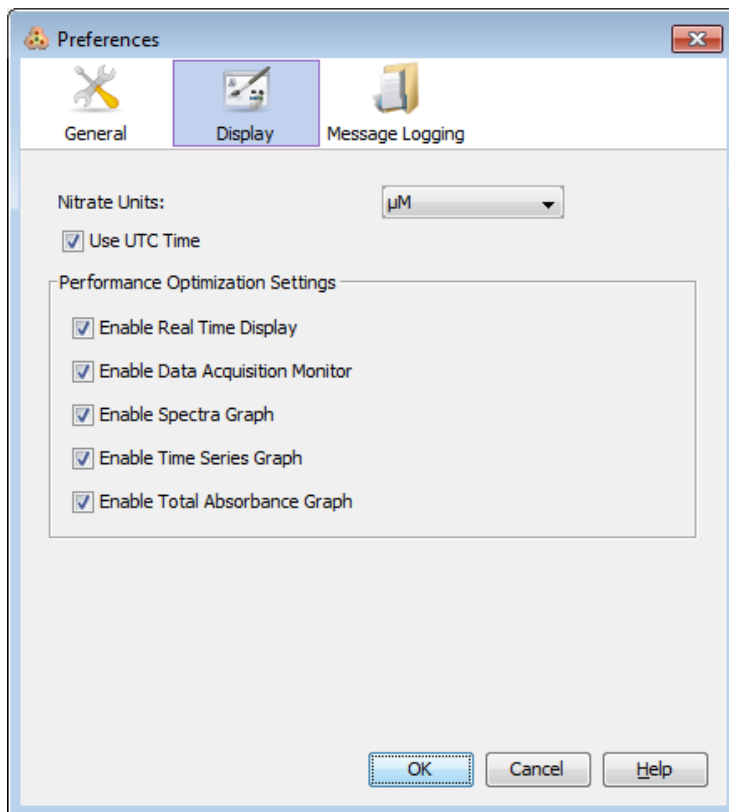 Preferences
General Display Message Logging
Nitrate Units: µM
Use UTC Time
Performance Optimization Settings
Enable Real Time Display
Enable Data Acquisition Monitor
Enable Spectra Graph
Enable Time Series Graph
Enable Total Absorbance Graph
OK Cancel Help